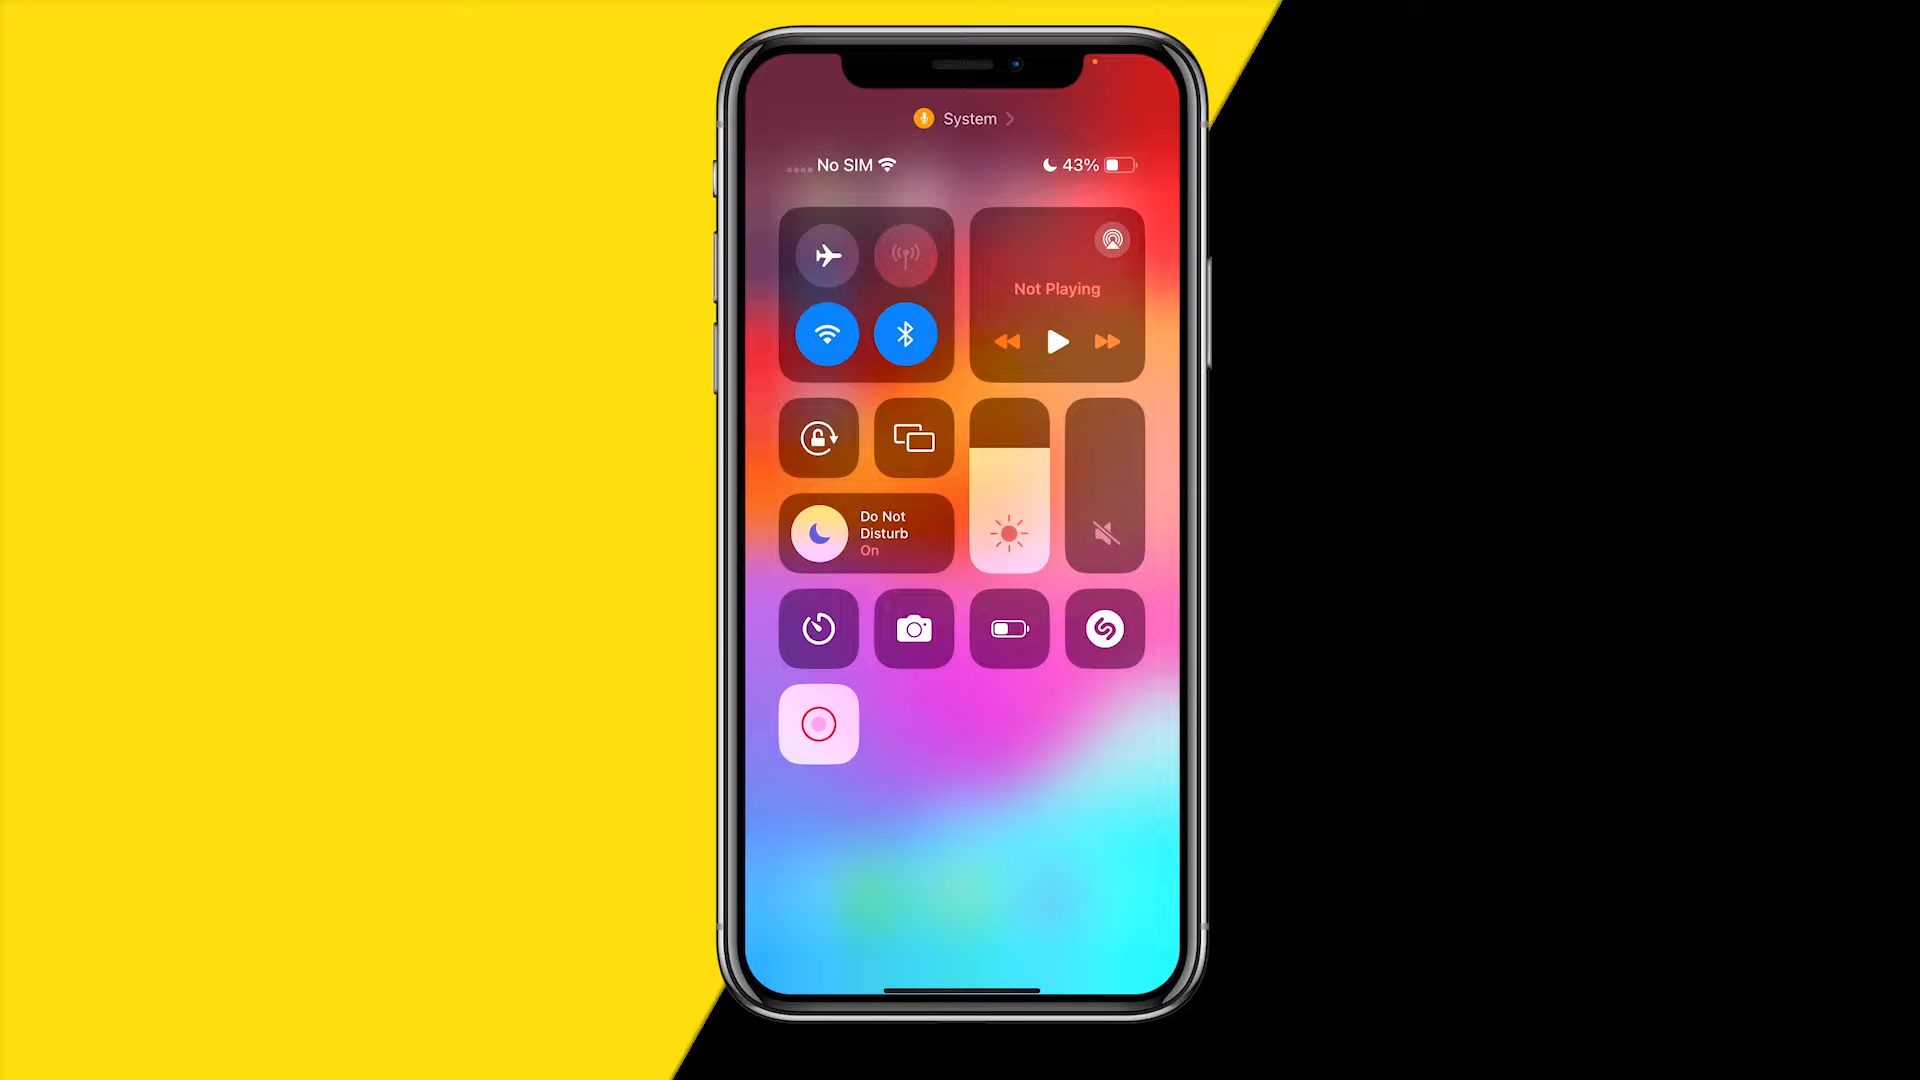 System
No SIM
43%
Not Playing
Do Not
Disturb
On